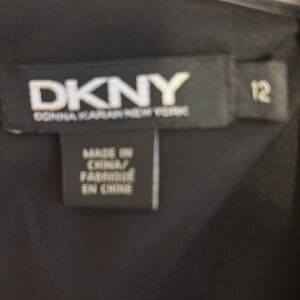 DKNY
DONNA KARAN NEW YORK
12
MADE IN
CHINA/
FABRIQUÉ
EN CHINE